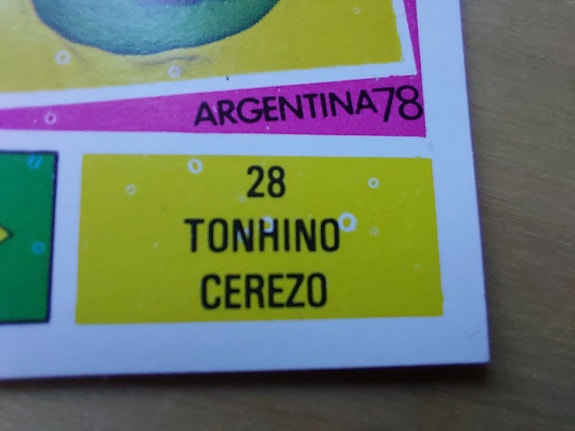 ARGENTINA78
28
TONHINO
CEREZO